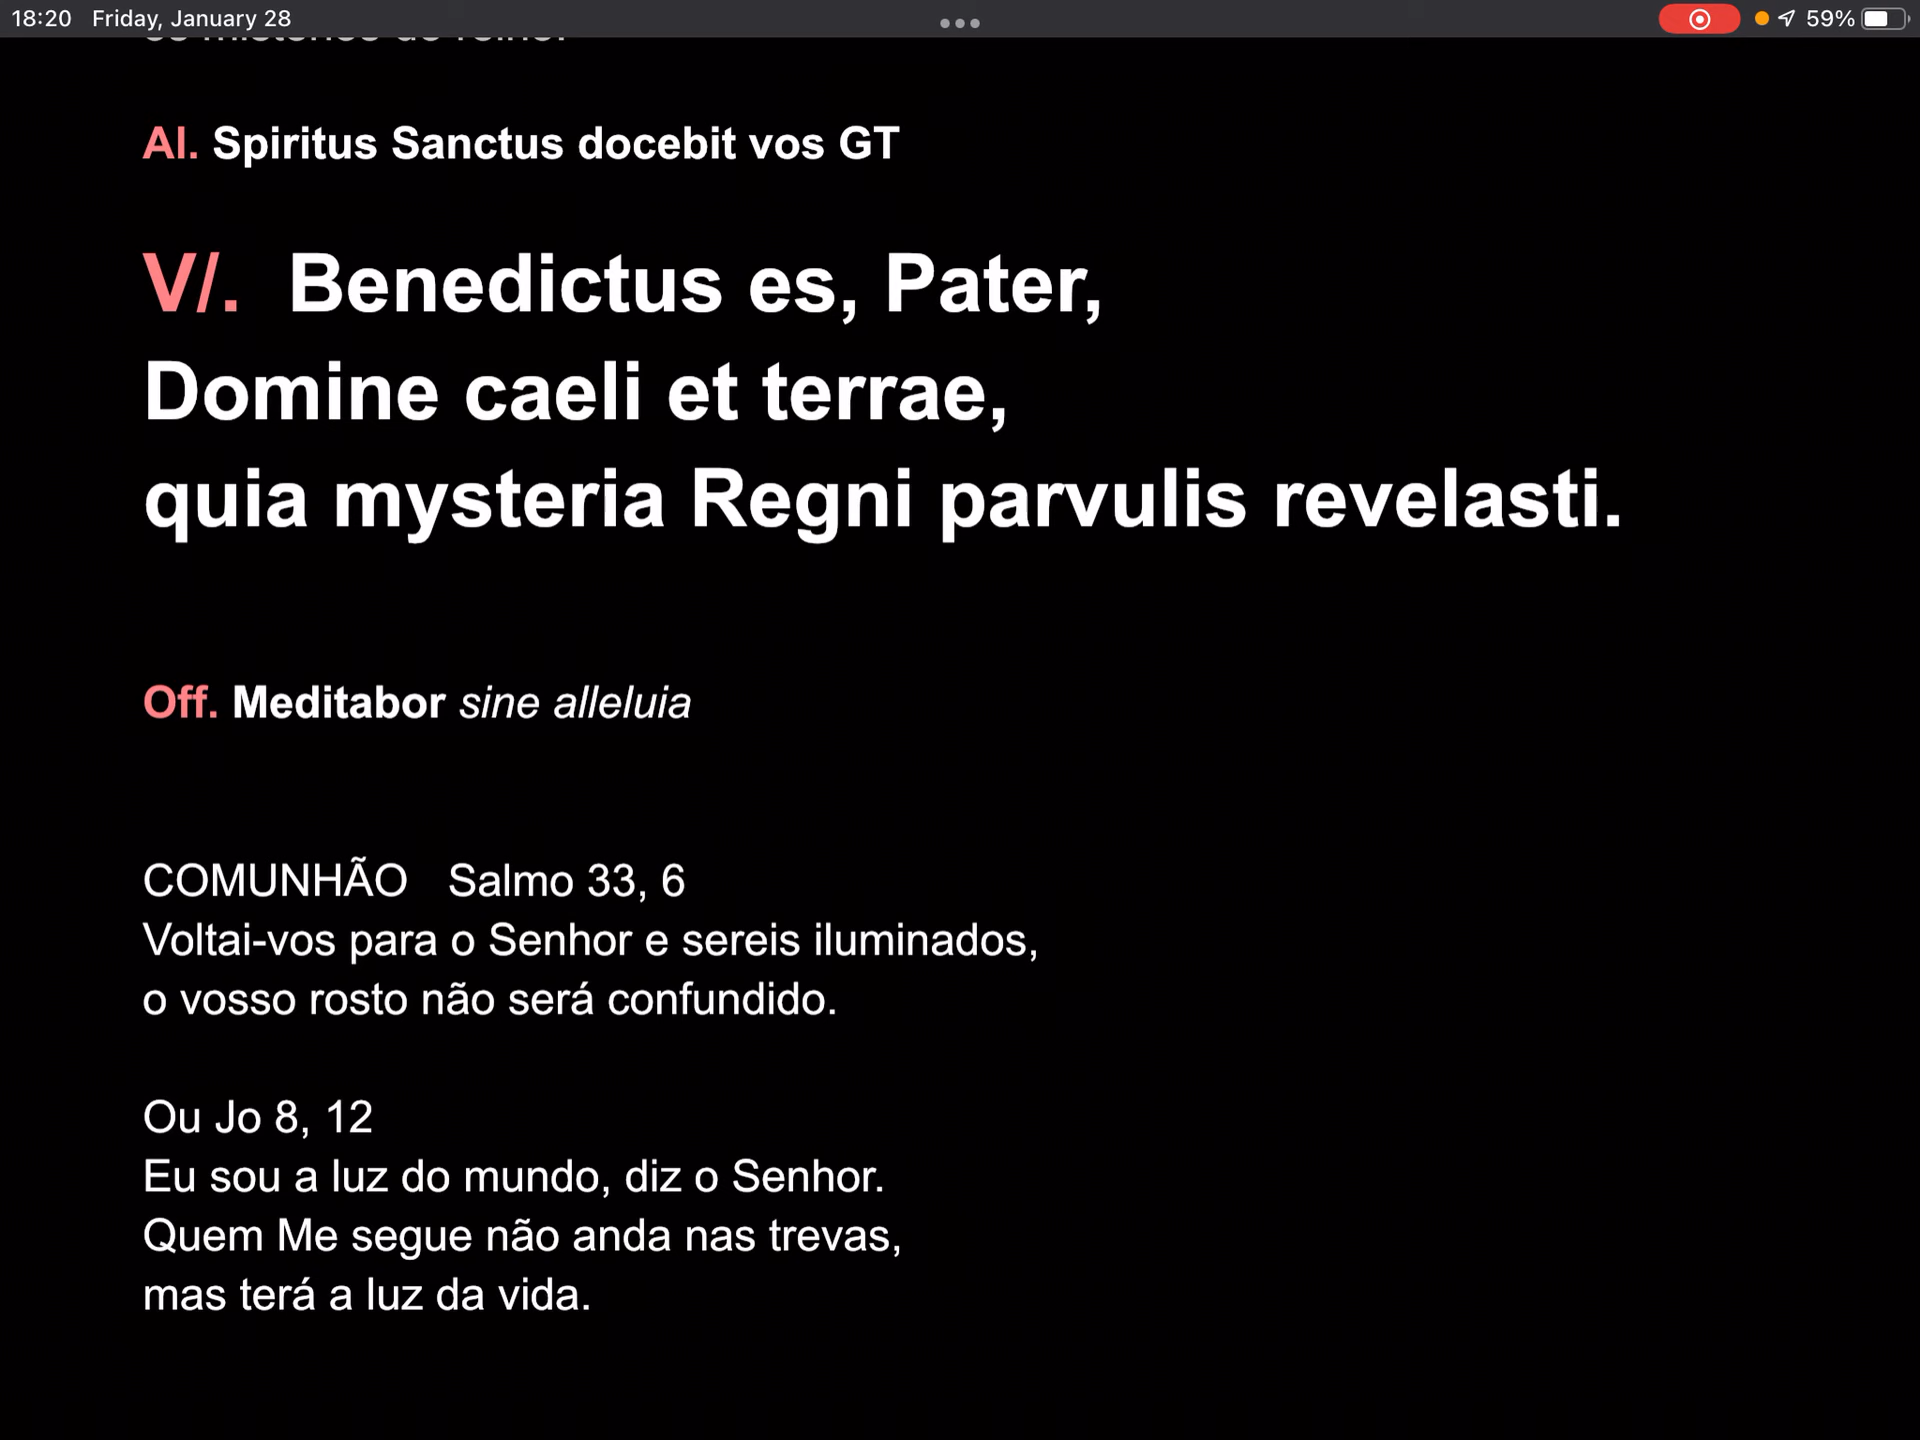 18:20 Friday, January 28 59%
Al. Spiritus Sanctus docebit vos GT
V/. Benedictus es, Pater,
Domine caeli et terrae,
quia mysteria Regni parvulis revelasti.
Off. Meditabor sine alleluia
COMUNHÃO Salmo 33, 6
Voltai-vos para o Senhor e sereis iluminados,
o vosso rosto não será confundido.
Ou Jo 8, 12
Eu sou a luz do mundo, diz o Senhor.
Quem Me segue não anda nas trevas,
mas terá a luz da vida.